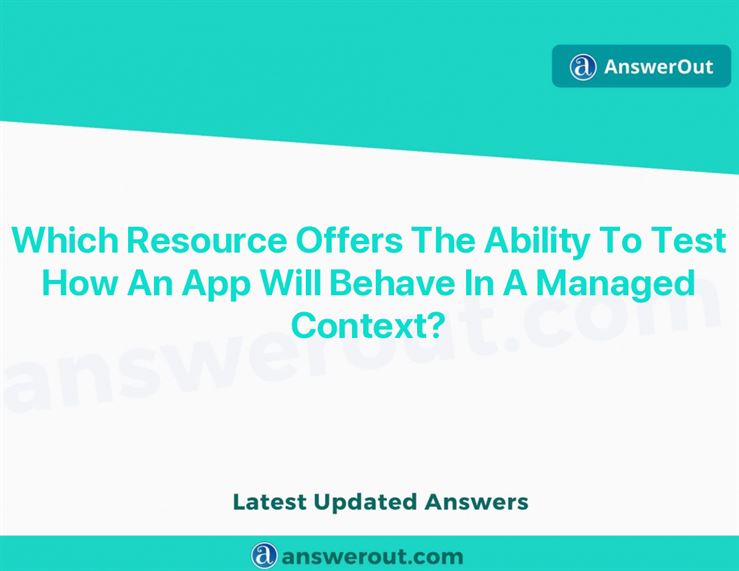 AnswerOut
Which Resource Offers The Ability To Test
How An App Will Behave In A Managed
Context?
answerout.com
Latest Updated Answers
answerout.com